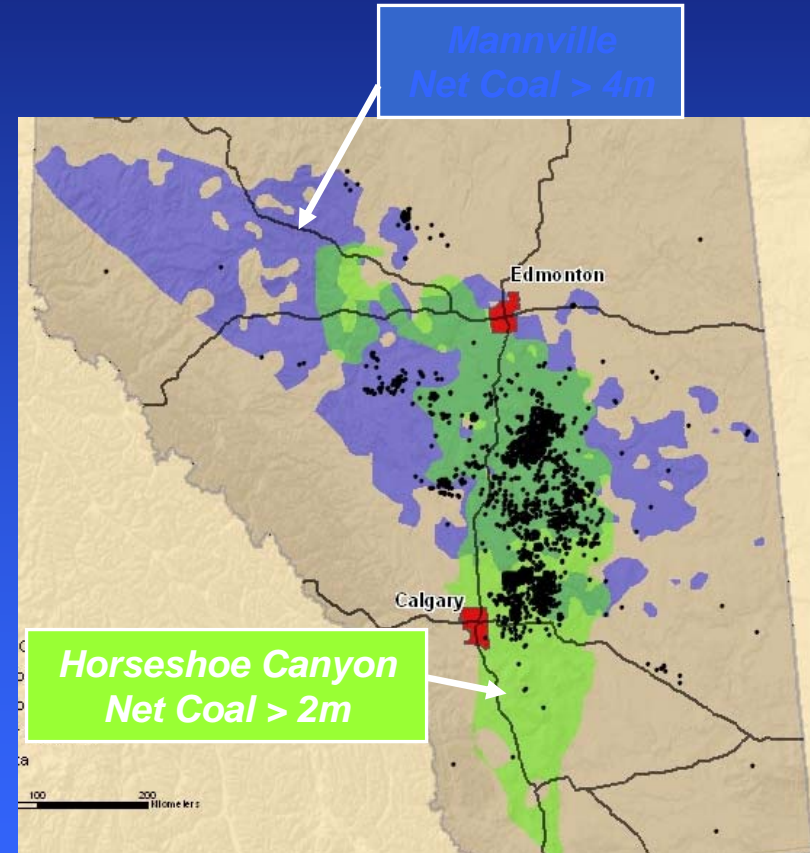 Mannville
Net Coal > 4m
Edmonton
Calgary
Horseshoe Canyon
Net Coal > 2m
100
200
Kilometers